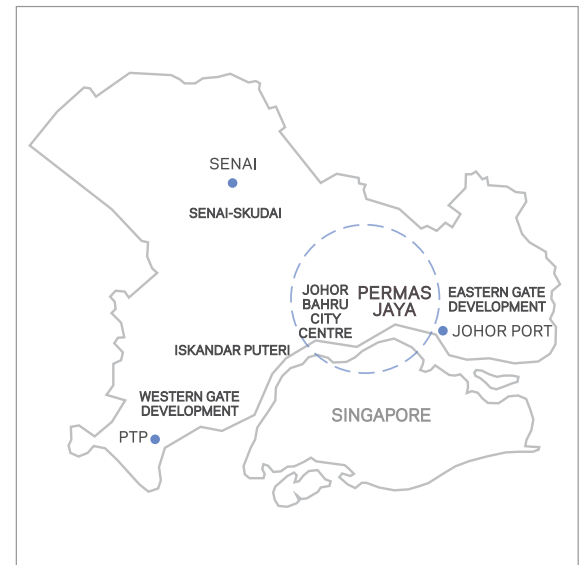 SENAI
SENAI-SKUDAI
JOHOR
BAHRU
CITY
CENTRE
PERMAS
JAYA
EASTERN GATE
DEVELOPMENT
JOHOR PORT
ISKANDAR PUTERI
WESTERN GATE
DEVELOPMENT
PTP
SINGAPORE